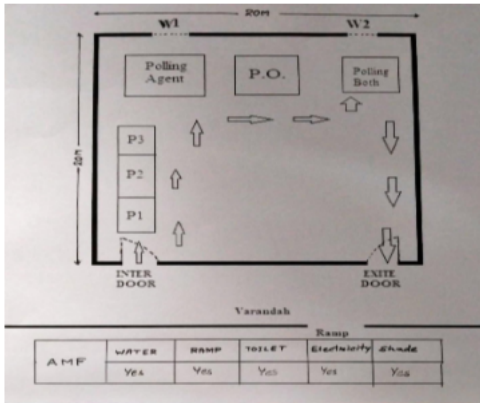 20M
W1
W2
Polling
Agent
P.O.
Polling
Both
20M
P3
P2
P1
INTER
DOOR
EXITE
DOOR
Varandah
Ramp
AMF
WATER RAMP TOILET Electricity Shade
Yes Yes Yes Yes Yes